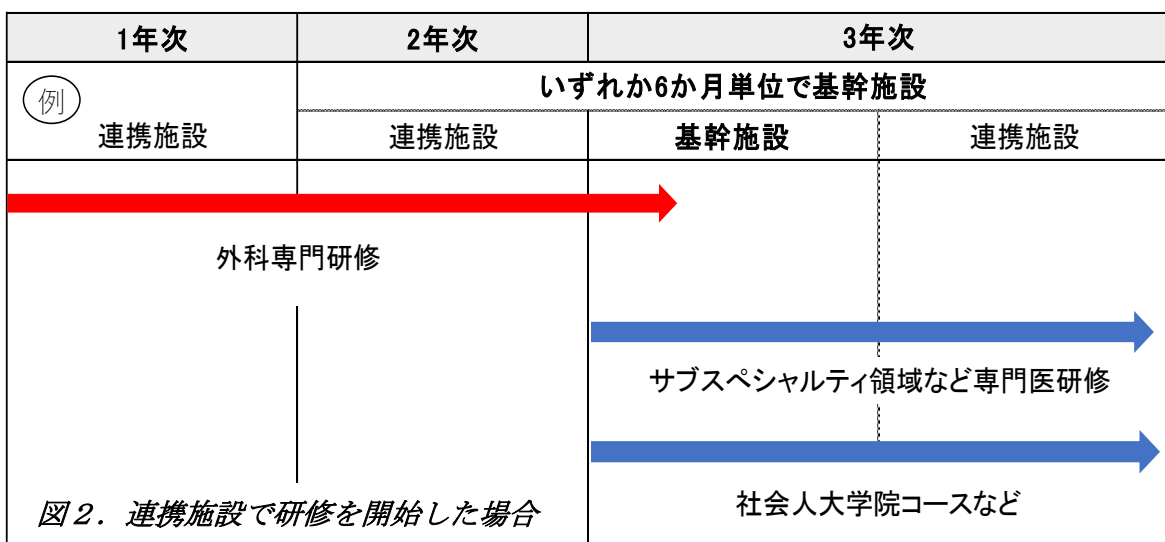 1年次 2年次 3年次
例
いずれか6か月単位で基幹施設
連携施設 連携施設 基幹施設 連携施設
外科専門研修
サブスペシャルティ領域など専門医研修
社会人大学院コースなど
図2．連携施設で研修を開始した場合